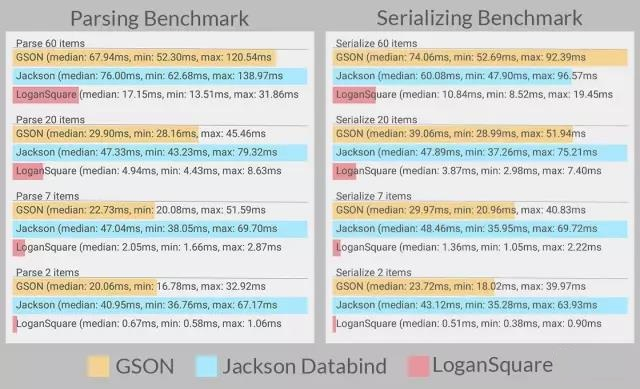 Parsing Benchmark
Parse 60 items
GSON (median: 67.94ms, min: 52.30ms, max: 120.54ms
Jackson (median: 76.00ms, min: 62.68ms, max: 138.97ms
LoganSquare (median: 17.15ms, min: 13.51ms, max: 31.86ms
Parse 20 items
GSON (median: 29.90ms, min: 28.16ms, max: 45.46ms
Jackson (median: 47.33ms, min: 43.23ms, max: 79.32ms
LoganSquare (median: 4.94ms, min: 4.43ms, max: 8.63ms
Parse 7 items
GSON (median: 22.73ms, min: 20.08ms, max: 51.59ms
Jackson (median: 47.04ms, min: 38.05ms, max: 69.70ms
LoganSquare (median: 2.05ms, min: 1.66ms, max: 2.87ms
Parse 2 items
GSON (median: 20.06ms, min: 16.78ms, max: 32.92ms
Jackson (median: 40.95ms, min: 36.76ms, max: 67.17ms
LoganSquare (median: 0.67ms, min: 0.58ms, max: 1.06ms
Serializing Benchmark
Serialize 60 items
GSON (median: 74.06ms, min: 52.69ms, max: 92.39ms
Jackson (median: 60.08ms, min: 47.90ms, max: 96.57ms
LoganSquare (median: 10.84ms, min: 8.52ms, max: 19.45ms
Serialize 20 items
GSON (median: 39.06ms, min: 28.99ms, max: 51.94ms
Jackson (median: 47.89ms, min: 37.26ms, max: 75.21ms
LoganSquare (median: 3.87ms, min: 2.98ms, max: 7.40ms
Serialize 7 items
GSON (median: 29.97ms, min: 20.96ms, max: 40.83ms
Jackson (median: 48.46ms, min: 35.95ms, max: 69.72ms
LoganSquare (median: 1.36ms, min: 1.05ms, max: 2.22ms
Serialize 2 items
GSON (median: 23.72ms, min: 18.02ms, max: 39.97ms
Jackson (median: 43.12ms, min: 35.28ms, max: 63.93ms
LoganSquare (median: 0.51ms, min: 0.38ms, max: 0.90ms
GSON
Jackson Databind
LoganSquare